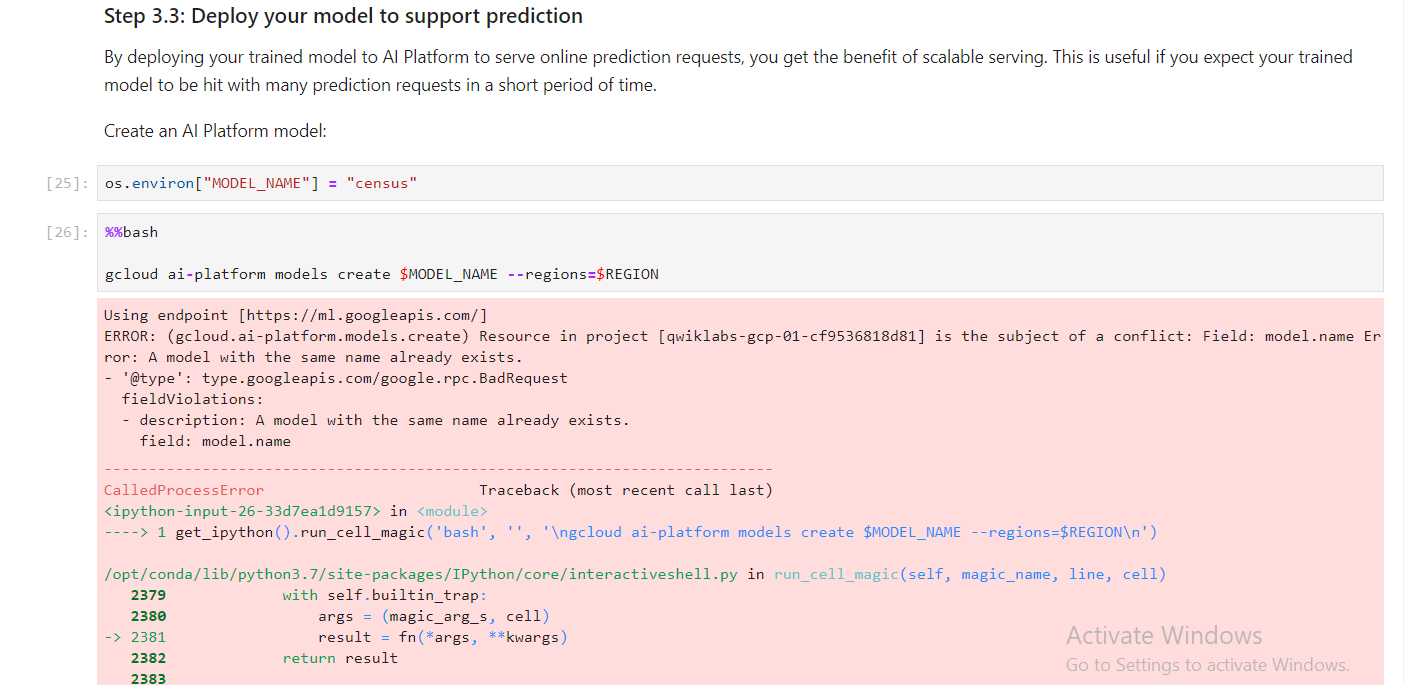 Step 3.3: Deploy your model to support prediction
By deploying your trained model to AI Platform to serve online prediction requests, you get the benefit of scalable serving. This is useful if you expect your trained
model to be hit with many prediction requests in a short period of time.
Create an AI Platform model:
[25]: os.environ["MODEL_NAME"] = "census"
[26]: %%bash
gcloud ai-platform models create $MODEL_NAME --regions=$REGION
Using endpoint [https://ml.googleapis.com/]
ERROR: (gcloud.ai-platform.models.create) Resource in project [qwiklabs-gcp-01-cf9536818d81] is the subject of a conflict: Field: model.name Er
ror: A model with the same name already exists.
- '@type': type.googleapis.com/google.rpc.BadRequest
  fieldViolations:
  - description: A model with the same name already exists.
    field: model.name
---------------------------------------------------------------------------
CalledProcessError                        Traceback (most recent call last)
<ipython-input-26-33d7ea1d9157> in <module>
----> 1 get_ipython().run_cell_magic('bash', '', '\ngcloud ai-platform models create $MODEL_NAME --regions=$REGION\n')
/opt/conda/lib/python3.7/site-packages/IPython/core/interactiveshell.py in run_cell_magic(self, magic_name, line, cell)
   2379             with self.builtin_trap:
   2380                 args = (magic_arg_s, cell)
-> 2381                 result = fn(*args, **kwargs)
   2382             return result
   2383
Activate Windows
Go to Settings to activate Windows.